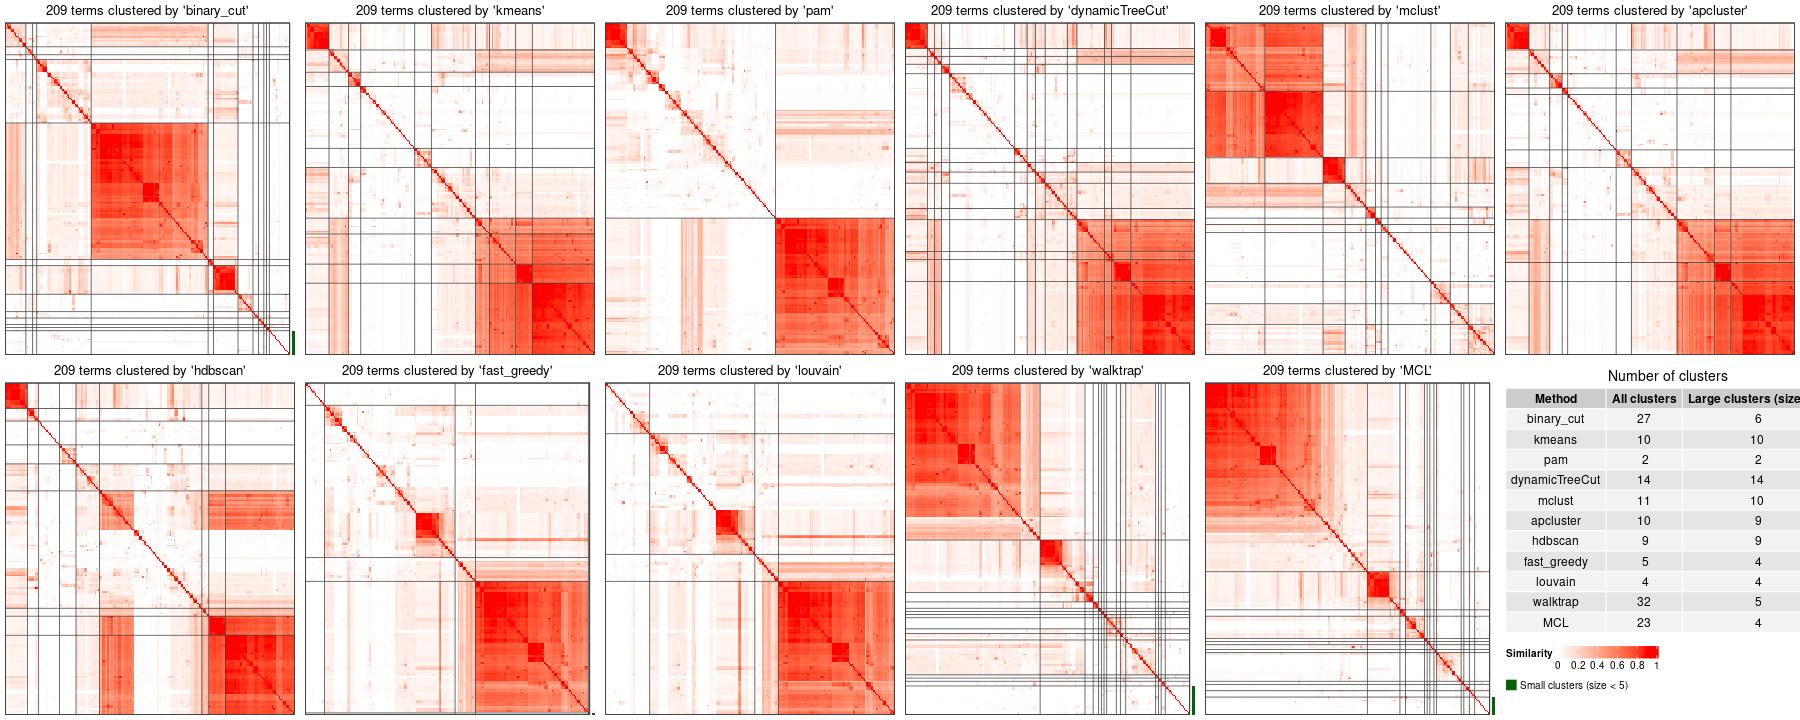 209 terms clustered by 'binary_cut'
209 terms clustered by 'kmeans'
209 terms clustered by 'pam'
209 terms clustered by 'dynamicTreeCut'
209 terms clustered by 'mclust'
209 terms clustered by 'apcluster'
209 terms clustered by 'hdbscan'
209 terms clustered by 'fast_greedy'
209 terms clustered by 'louvain'
209 terms clustered by 'walktrap'
209 terms clustered by 'MCL'
Number of clusters
Method All clusters Large clusters (size
binary_cut 27 6
kmeans 10 10
pam 2 2
dynamicTreeCut 14 14
mclust 11 10
apcluster 10 9
hdbscan 9 9
fast_greedy 5 4
louvain 4 4
walktrap 32 5
MCL 23 4
Similarity
0 0.2 0.4 0.6 0.8 1
Small clusters (size < 5)